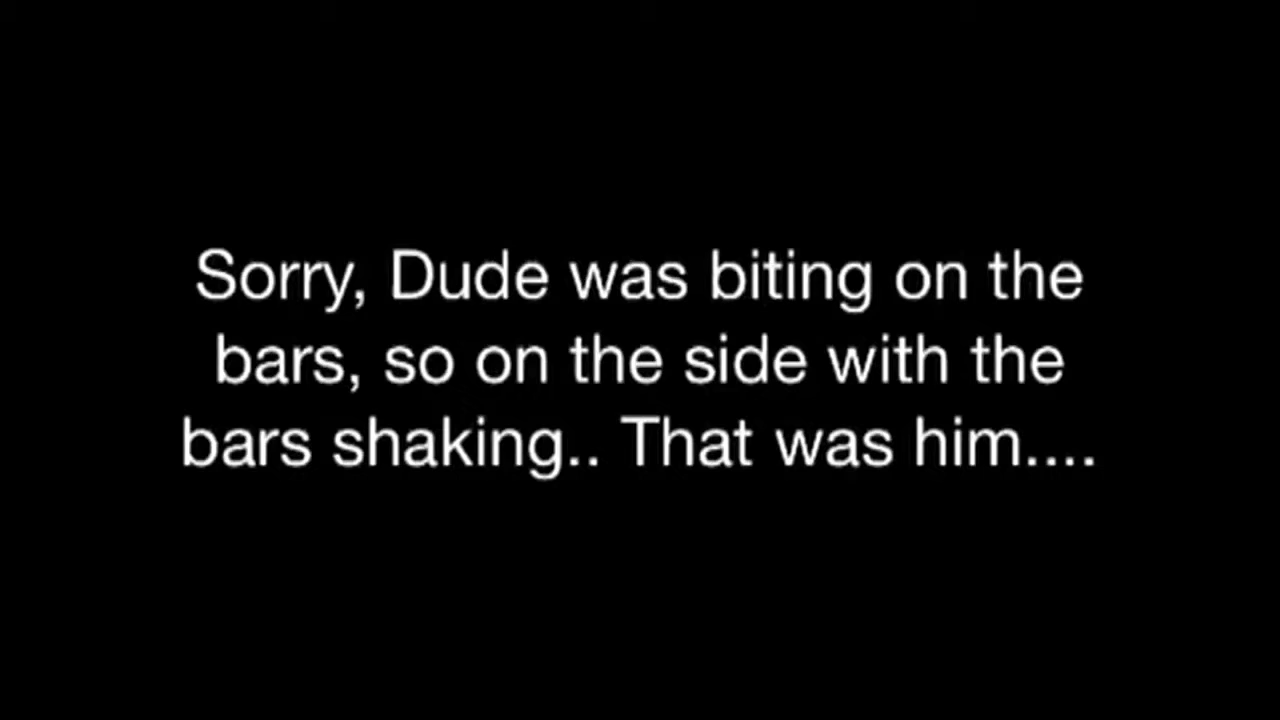 Sorry, Dude was biting on the
bars, so on the side with the
bars shaking.. That was him....